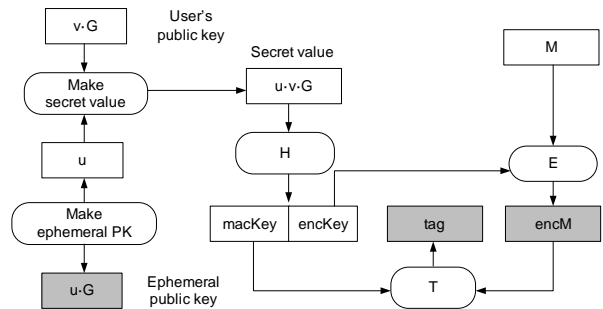 v·G
User's
public key
Secret value
M
Make
secret value
u·v·G
u
H
E
Make
ephemeral PK
macKey
encKey
tag
encM
u·G
Ephemeral
public key
T